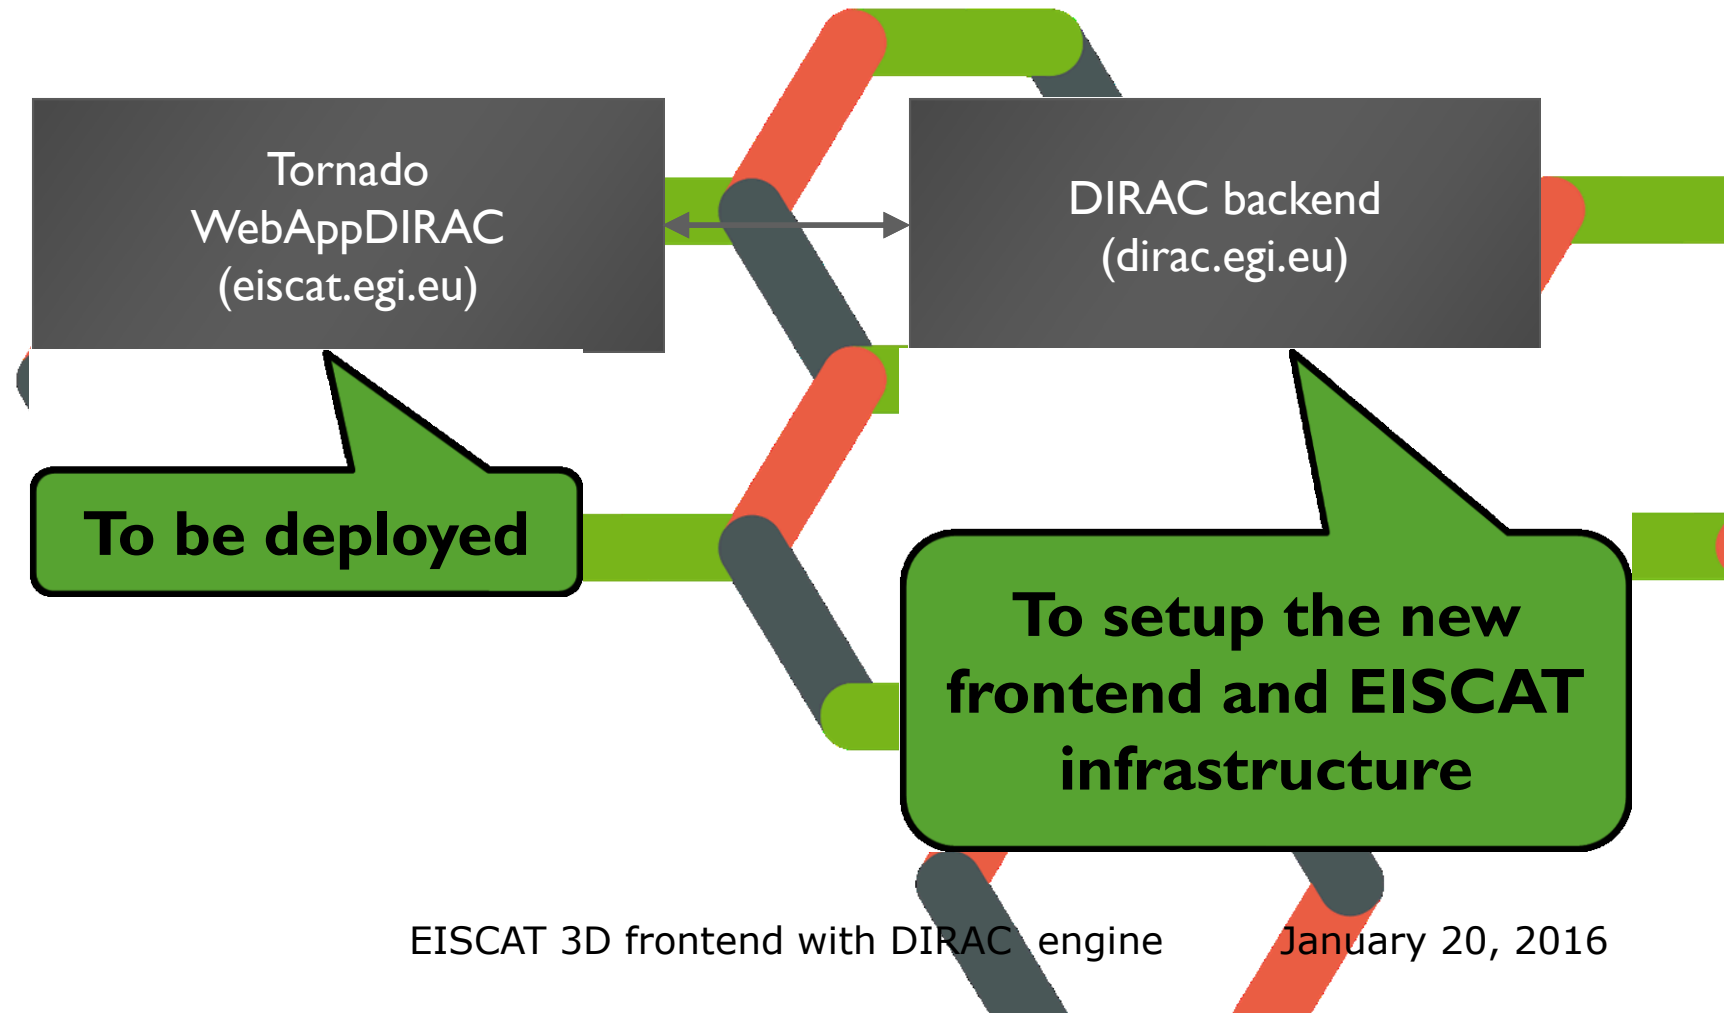 Tornado
WebAppDIRAC
(eiscat.egi.eu)
DIRAC backend
(dirac.egi.eu)
To be deployed
To setup the new
frontend and EISCAT
infrastructure
EISCAT 3D frontend with DIRAC engine
January 20, 2016